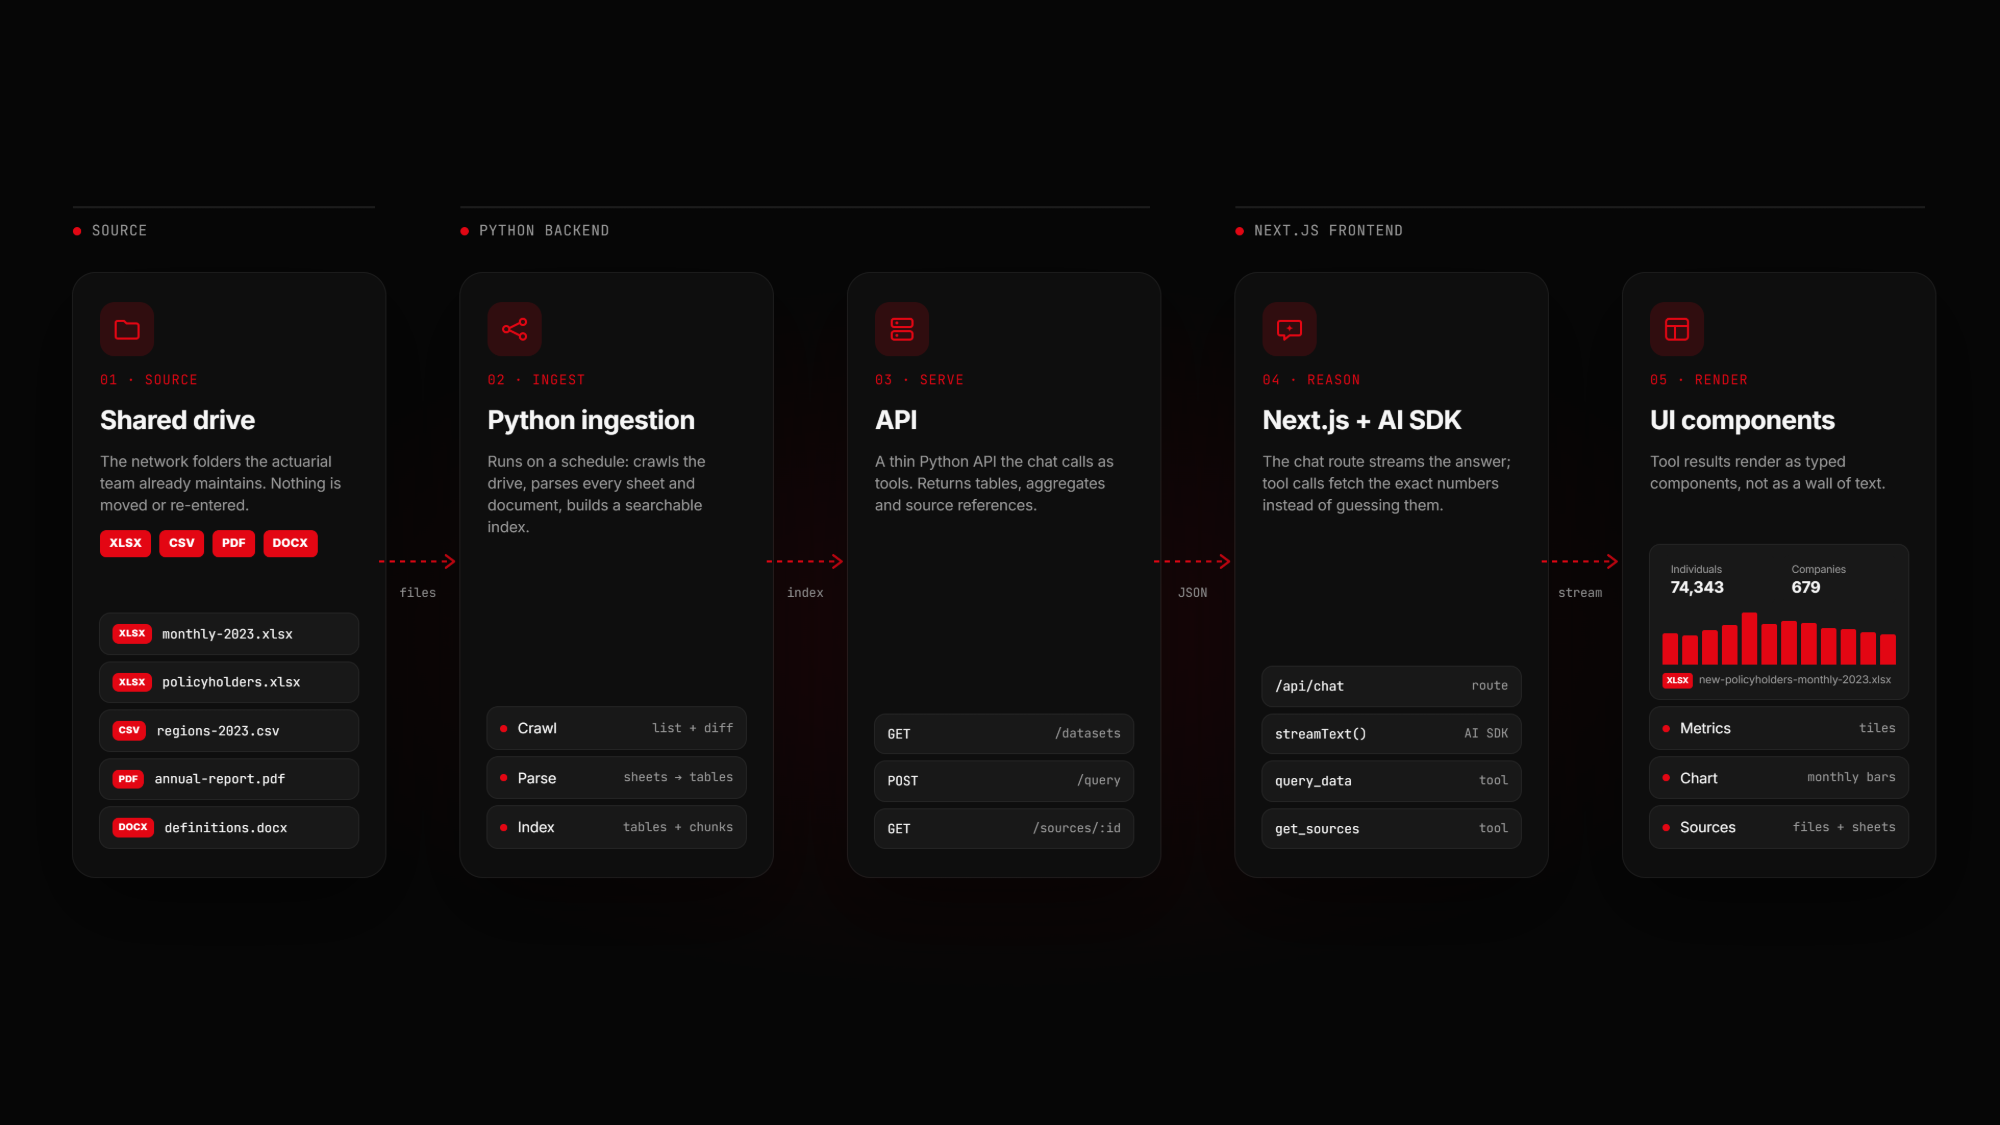 SOURCE
PYTHON BACKEND
NEXT.JS FRONTEND
01 · SOURCE
Shared drive
The network folders the actuarial
team already maintains. Nothing is
moved or re-entered.
XLSX CSV PDF DOCX
XLSX monthly-2023.xlsx
XLSX policyholders.xlsx
CSV regions-2023.csv
PDF annual-report.pdf
DOCX definitions.docx
files
02 · INGEST
Python ingestion
Runs on a schedule: crawls the
drive, parses every sheet and
document, builds a searchable
index.
Crawl list + diff
Parse sheets → tables
Index tables + chunks
index
03 · SERVE
API
A thin Python API the chat calls as
tools. Returns tables, aggregates
and source references.
GET /datasets
POST /query
GET /sources/:id
JSON
04 · REASON
Next.js + AI SDK
The chat route streams the answer;
tool calls fetch the exact numbers
instead of guessing them.
/api/chat route
streamText() AI SDK
query_data tool
get_sources tool
stream
05 · RENDER
UI components
Tool results render as typed
components, not as a wall of text.
Individuals Companies
74,343 679
XLSX new-policyholders-monthly-2023.xlsx
Metrics tiles
Chart monthly bars
Sources files + sheets